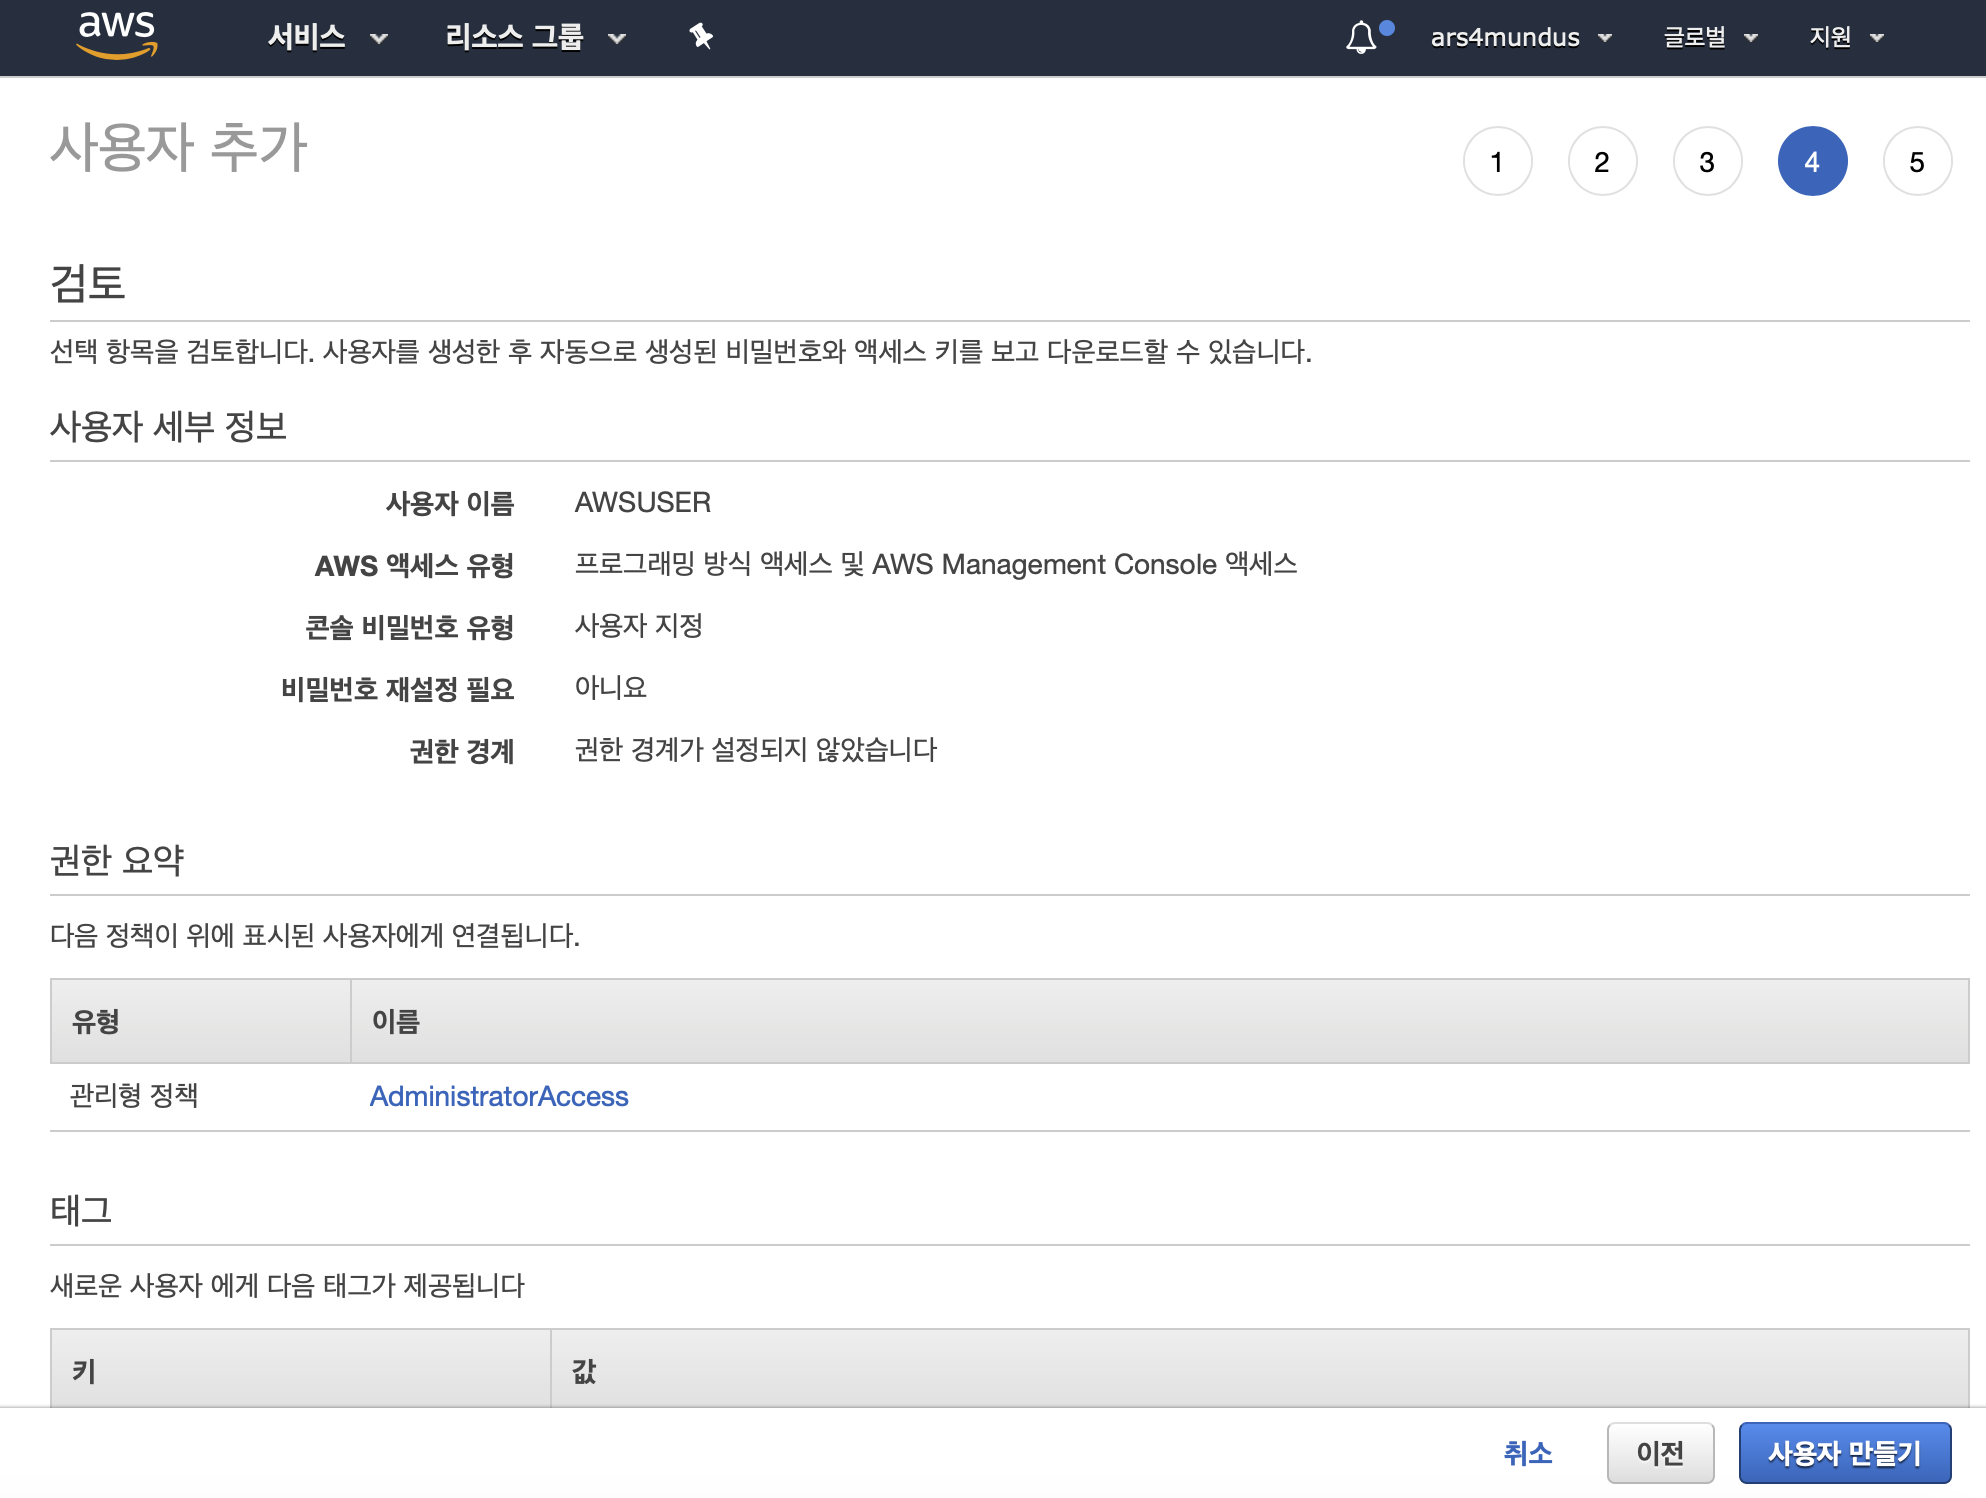 aws 서비스 리소스 그룹 ars4mundus 글로벌 지원
사용자 추가 1 2 3 4 5
검토
선택 항목을 검토합니다. 사용자를 생성한 후 자동으로 생성된 비밀번호와 액세스 키를 보고 다운로드할 수 있습니다.
사용자 세부 정보
사용자 이름 AWSUSER
AWS 액세스 유형 프로그래밍 방식 액세스 및 AWS Management Console 액세스
콘솔 비밀번호 유형 사용자 지정
비밀번호 재설정 필요 아니요
권한 경계 권한 경계가 설정되지 않았습니다
권한 요약
다음 정책이 위에 표시된 사용자에게 연결됩니다.
유형 이름
관리형 정책 AdministratorAccess
태그
새로운 사용자 에게 다음 태그가 제공됩니다
키 값
취소 이전 사용자 만들기